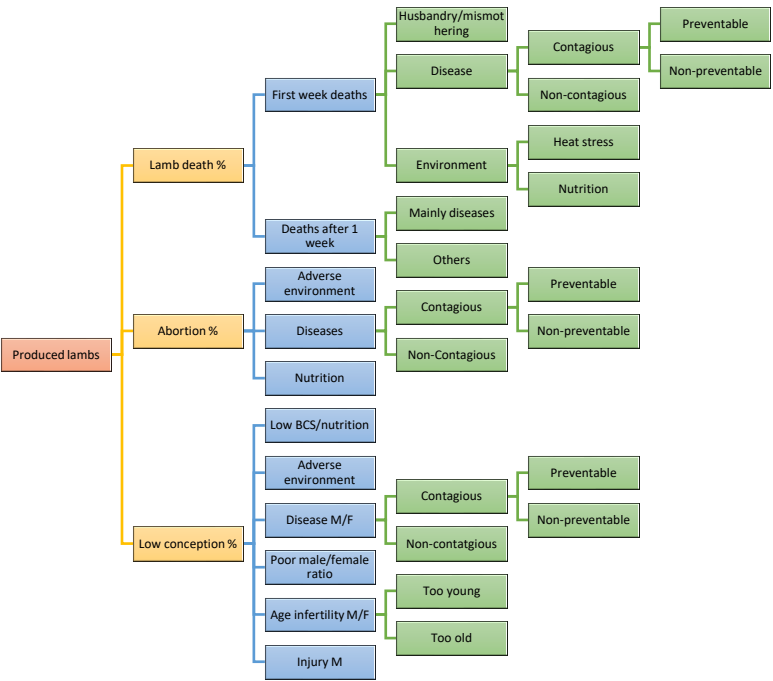 Husbandry/mismot
hering
Preventable
Contagious
Disease
Non-preventable
First week deaths
Non-contagious
Heat stress
Lamb death %
Environment
Nutrition
Mainly diseases
Deaths after 1
week
Others
Adverse
environment
Preventable
Contagious
Abortion %
Diseases
Non-preventable
Produced lambs
Non-Contagious
Nutrition
Low BCS/nutrition
Adverse
environment
Preventable
Contagious
Disease M/F
Non-preventable
Low conception %
Non-contatgious
Poor male/female
ratio
Too young
Age infertility M/F
Too old
Injury M